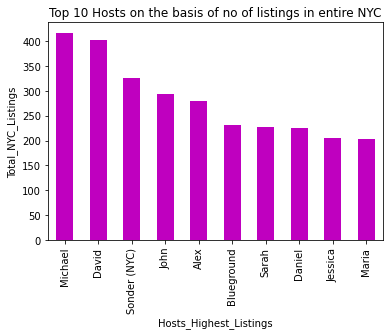 Top 10 Hosts on the basis of no of listings in entire NYC
Total_NYC_Listings
400
350
300
250
200
150
100
50
0
Michael
David
Sonder (NYC)
John
Alex
Blueground
Sarah
Daniel
Jessica
Maria
Hosts_Highest_Listings